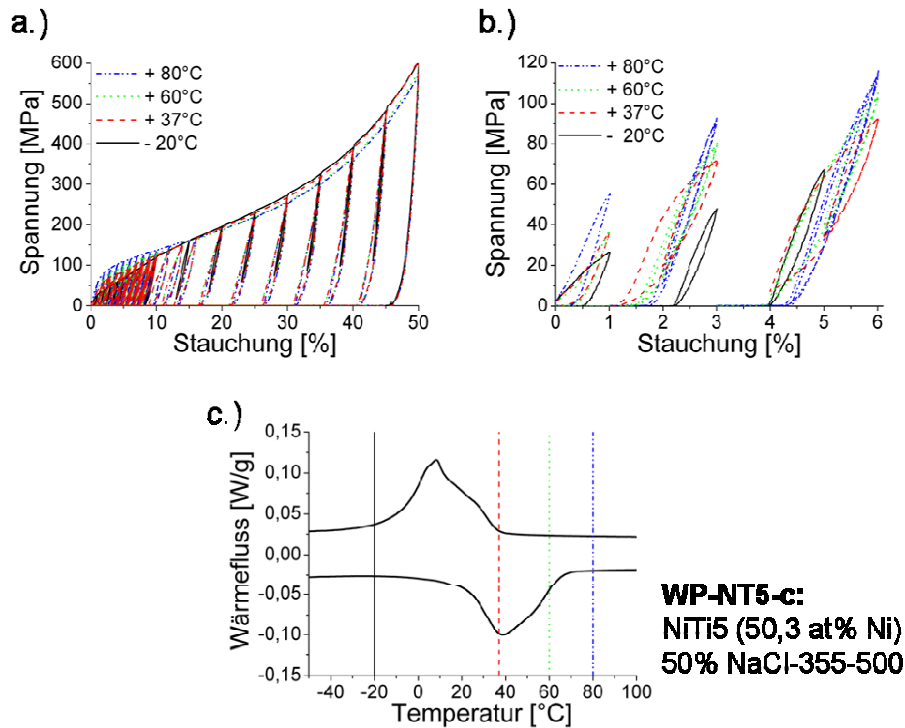 a.)
Spannung [MPa]
600
500
400
300
200
100
0
+ 80°C
+ 60°C
+ 37°C
- 20°C
0 10 20 30 40 50
Stauchung [%]
b.)
Spannung [MPa]
120
100
80
60
40
20
0
+ 80°C
+ 60°C
+ 37°C
- 20°C
0 1 2 3 4 5 6
Stauchung [%]
c.)
Wärmefluss [W/g]
0,15
0,10
0,05
0,00
-0,05
-0,10
-0,15
-40 -20 0 20 40 60 80 100
Temperatur [°C]
WP-NT5-c:
NiTi5 (50,3 at% Ni)
50% NaCl-355-500